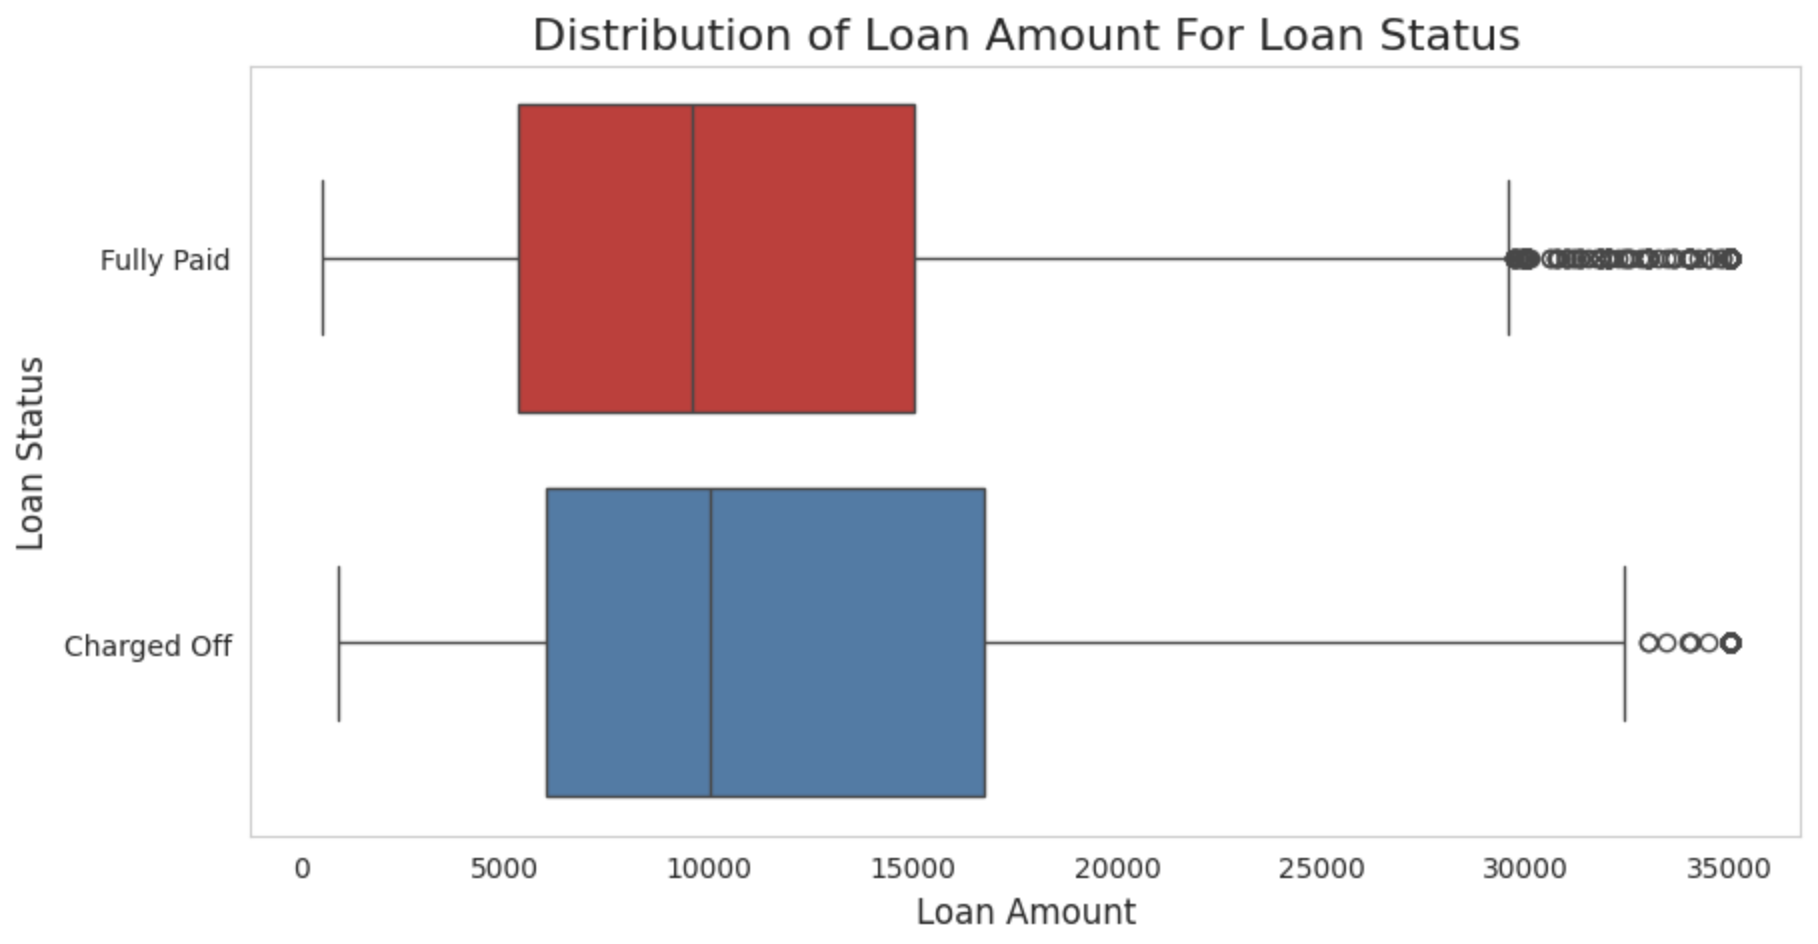 Distribution of Loan Amount For Loan Status
Loan Status
Fully Paid
Charged Off
0 5000 10000 15000 20000 25000 30000 35000
Loan Amount